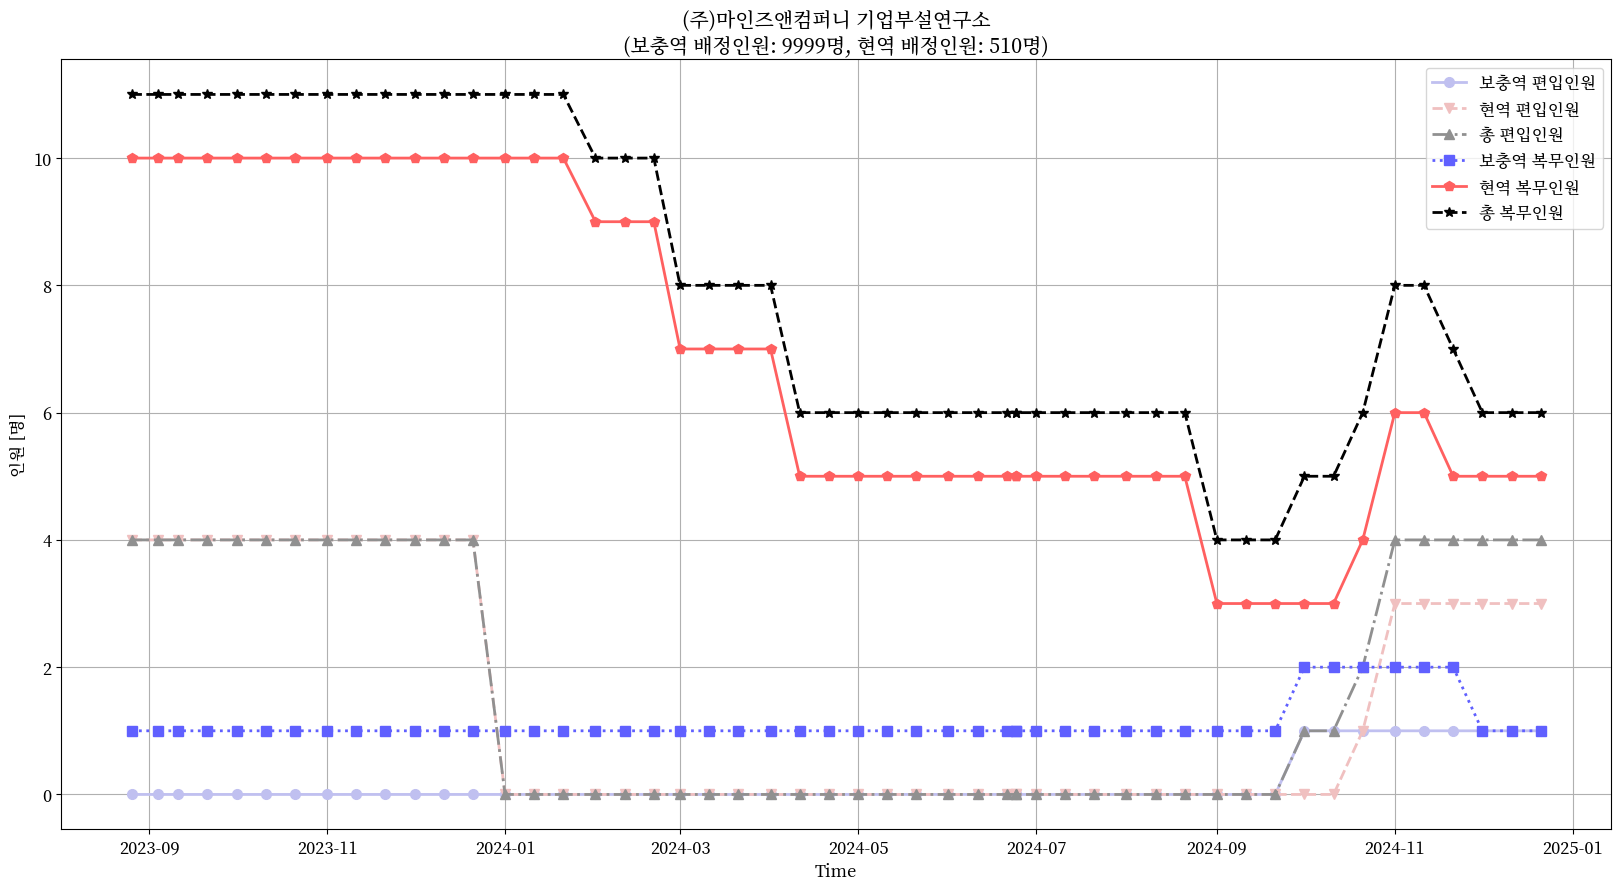 (주)마인즈앤컴퍼니 기업부설연구소
(보충역 배정인원: 9999명, 현역 배정인원: 510명)
보충역 편입인원
현역 편입인원
총 편입인원
보충역 복무인원
현역 복무인원
총 복무인원
인원 [명]
10
8
6
4
2
0
2023-09
2023-11
2024-01
2024-03
2024-05
2024-07
2024-09
2024-11
2025-01
Time